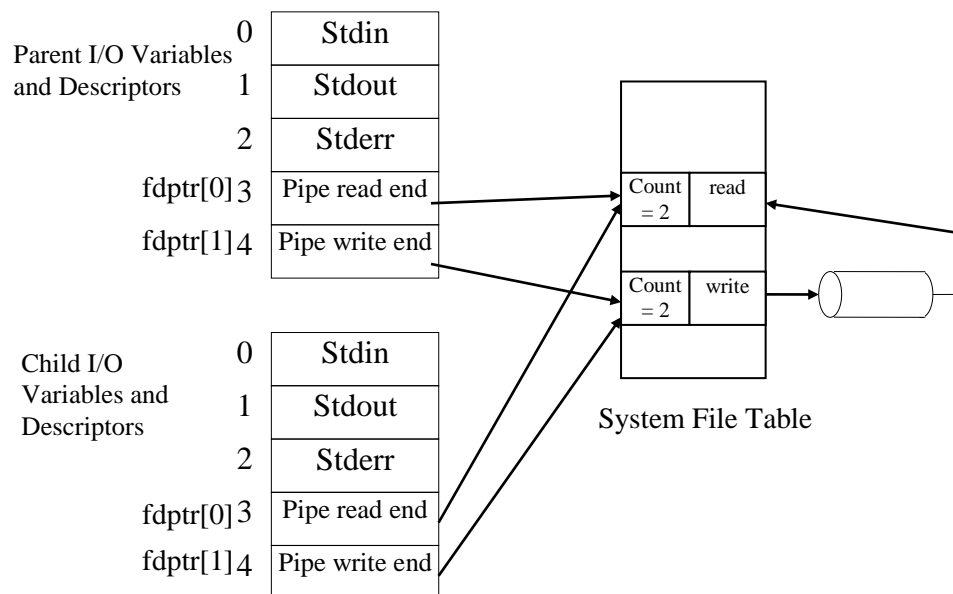 Parent I/O Variables
and Descriptors
0 Stdin
1 Stdout
2 Stderr
fdptr[0] 3 Pipe read end
fdptr[1] 4 Pipe write end
Child I/O
Variables and
Descriptors
0 Stdin
1 Stdout
2 Stderr
fdptr[0] 3 Pipe read end
fdptr[1] 4 Pipe write end
Count
= 2
read
Count
= 2
write
System File Table